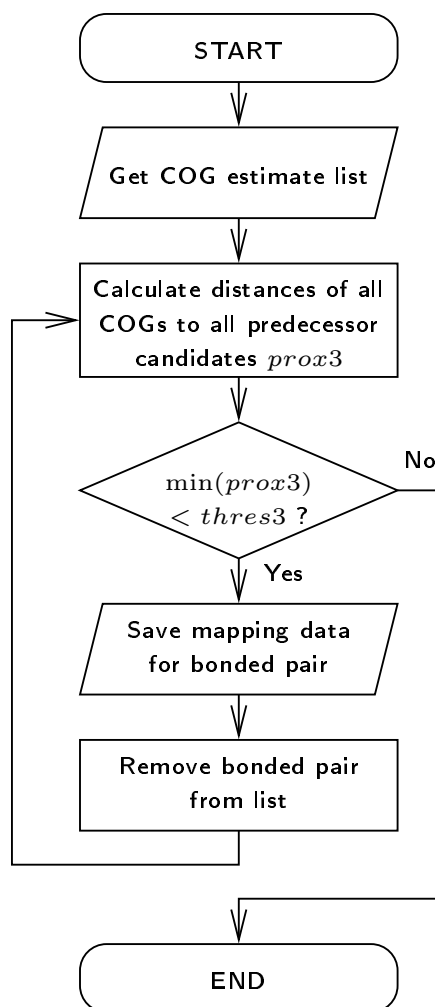 START
Get COG estimate list
Calculate distances of all
COGs to all predecessor
candidates prox3
No
min(prox3)
< thres3 ?
Yes
Save mapping data
for bonded pair
Remove bonded pair
from list
END